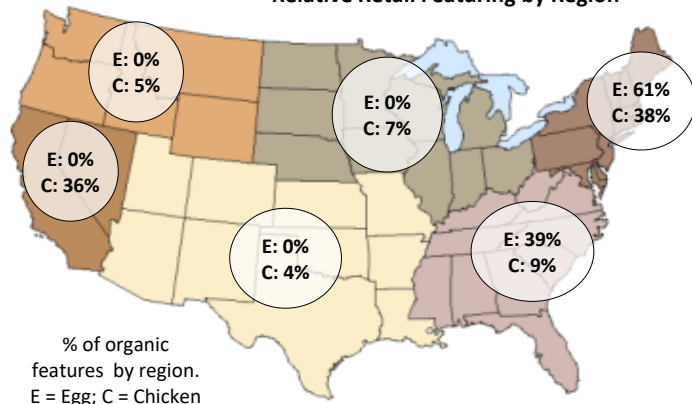 Relative Retail Featuring by Region
E: 0%
C: 5%
E: 0%
C: 7%
E: 61%
C: 38%
E: 0%
C: 36%
E: 0%
C: 4%
E: 39%
C: 9%
% of organic
features by region.
E = Egg; C = Chicken